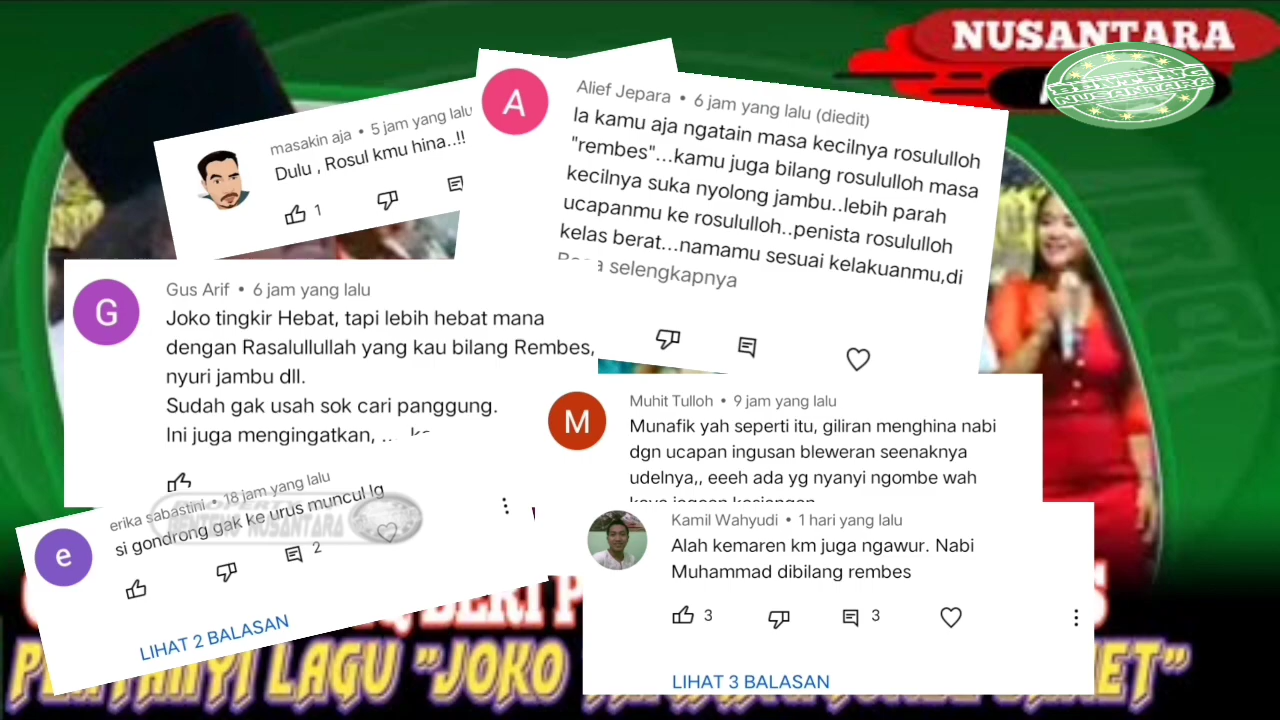 NUSANTARA
BENTENG
NUSANTARA
masakin aja • 5 jam yang lalu
Dulu , Rosul kmu hina..!!
1
A
Alief Jepara • 6 jam yang lalu (diedit)
la kamu aja ngatain masa kecilnya rosululloh
"rembes"...kamu juga bilang rosululloh masa
kecilnya suka nyolong jambu..lebih parah
ucapanmu ke rosululloh..penista rosululloh
kelas berat...namamu sesuai kelakuanmu,di
selengkapnya
G
Gus Arif • 6 jam yang lalu
Joko tingkir Hebat, tapi lebih hebat mana
dengan Rasalullullah yang kau bilang Rembes,
nyuri jambu dll.
Sudah gak usah sok cari panggung.
Ini juga mengingatkan, ...
M
Muhit Tulloh • 9 jam yang lalu
Munafik yah seperti itu, giliran menghina nabi
dgn ucapan ingusan bleweran seenaknya
udelnya,, eeeh ada yg nyanyi ngombe wah
e
erika sabastini • 18 jam yang lalu
si gondrong gak ke urus muncul lg
2
LIHAT 2 BALASAN
BENTENG NUSANTARA
Kamil Wahyudi • 1 hari yang lalu
Alah kemaren km juga ngawur. Nabi
Muhammad dibilang rembes
3
3
LIHAT 3 BALASAN
BERI
LAGU "JOKO